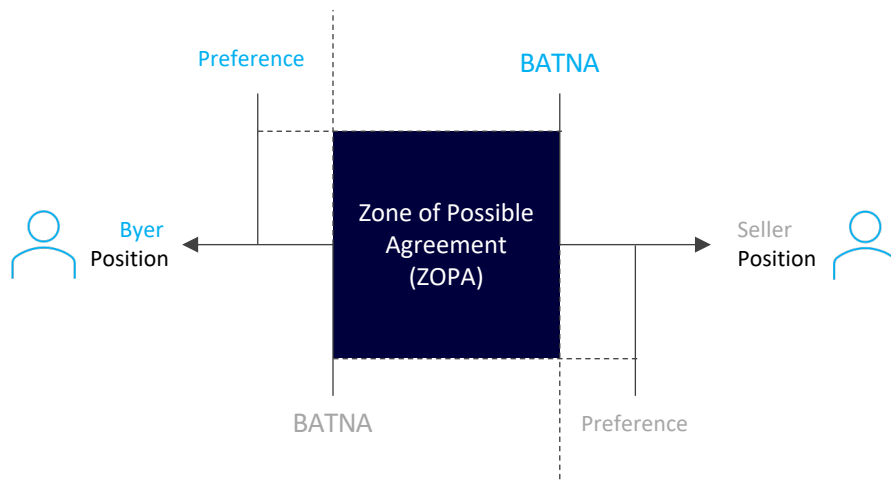 Preference
BATNA
Byer
Position
Zone of Possible
Agreement
(ZOPA)
Seller
Position
BATNA
Preference